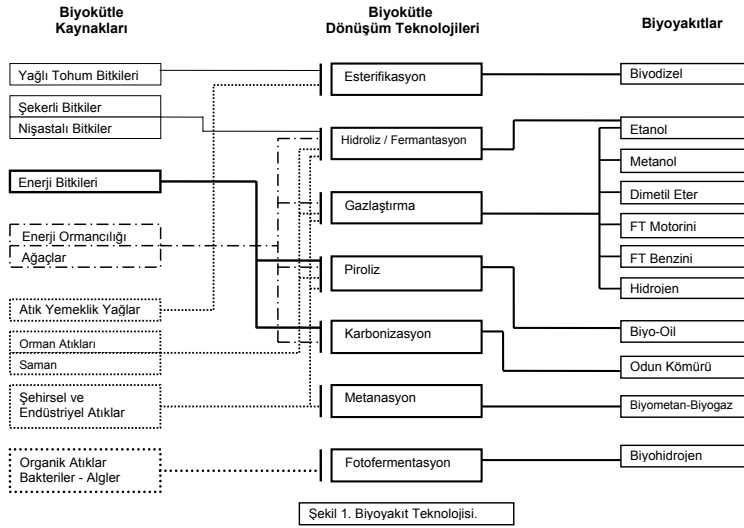 Biyokütle
Kaynakları
Yağlı Tohum Bitkileri
Şekerli Bitkiler
Nişastalı Bitkiler
Enerji Bitkileri
Enerji Ormancılığı
Ağaçlar
Atık Yemeklik Yağlar
Orman Atıkları
Saman
Şehirsel ve
Endüstriyel Atıklar
Organik Atıklar
Bakteriler - Algler
Biyokütle
Dönüşüm Teknolojileri
Esterifikasyon
Hidroliz / Fermantasyon
Gazlaştırma
Piroliz
Karbonizasyon
Metanasyon
Fotofermentasyon
Biyoyakıtlar
Biyodizel
Etanol
Metanol
Dimetil Eter
FT Motorini
FT Benzini
Hidrojen
Biyo-Oil
Odun Kömürü
Biyometan-Biyogaz
Biyohidrojen
Şekil 1. Biyoyakıt Teknolojisi.